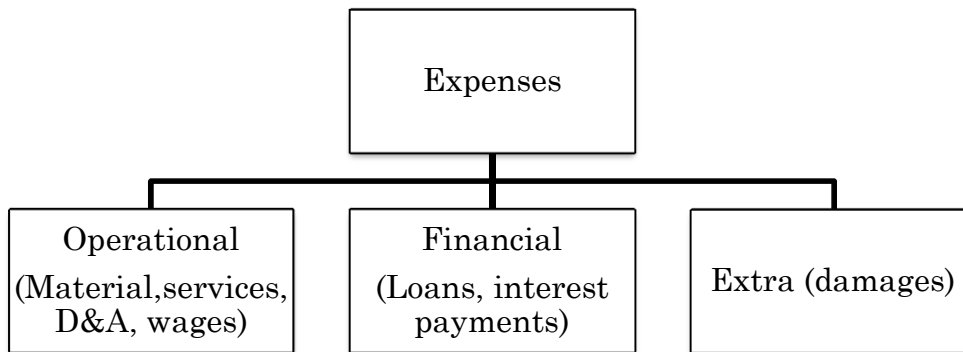 Expenses
Operational
(Material,services,
D&A, wages)
Financial
(Loans, interest
payments)
Extra (damages)